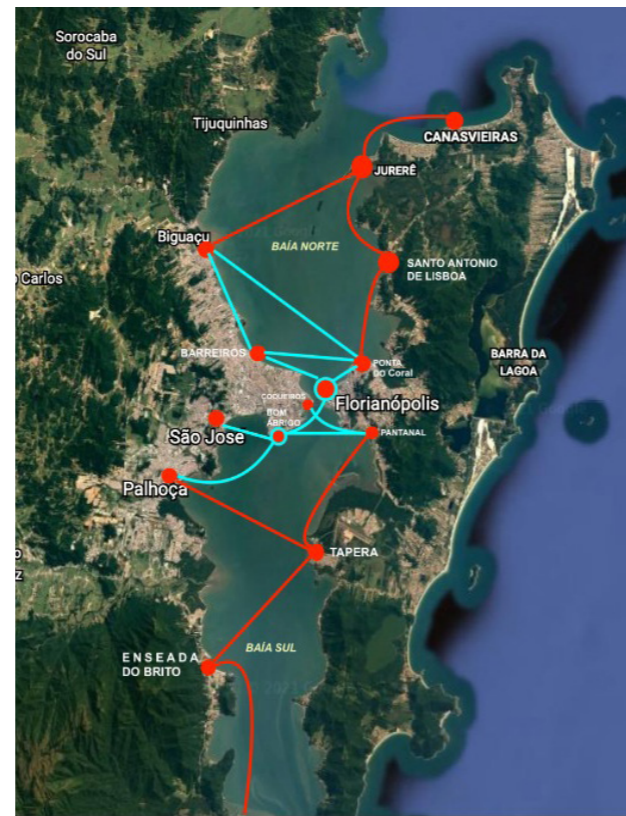 Sorocaba
do Sul
Tijuquinhas
CANASVIEIRAS
JURERÊ
Biguaçu
BAÍA NORTE
SANTO ANTONIO
DE LISBOA
Carlos
BARREIROS
PONTA
DO Coral
BARRA DA
LAGOA
COQUEIROS
Florianópolis
BOM
ABRIGO
São Jose
PANTANAL
Palhoça
TAPERA
BAÍA SUL
ENSEADA
DO BRITO